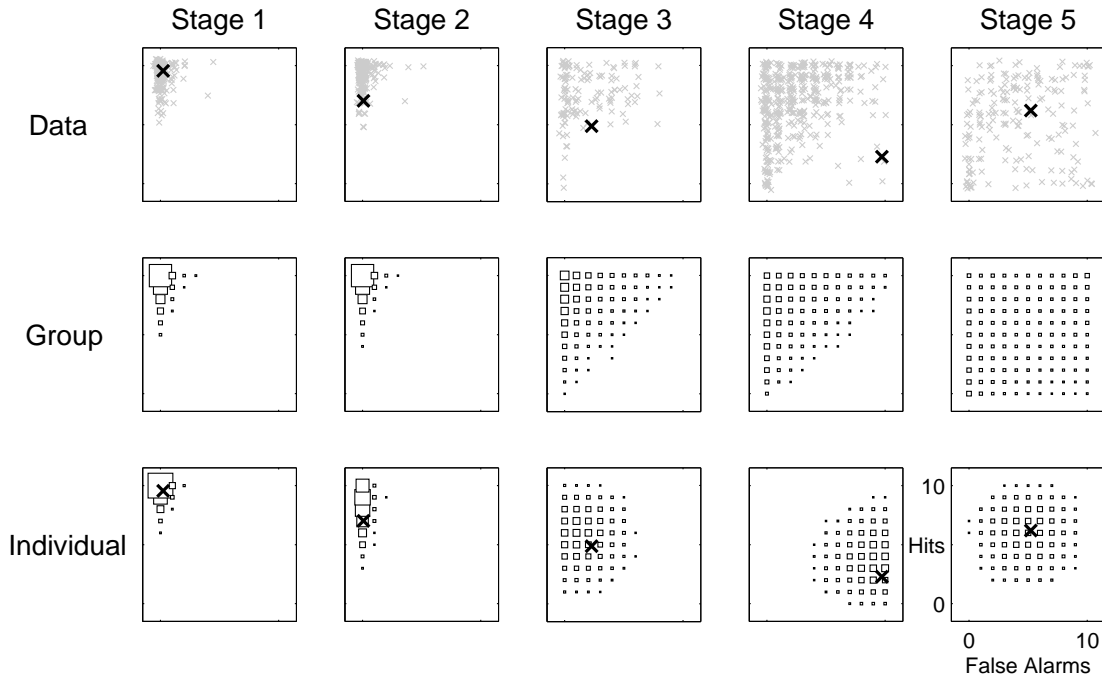 Stage 1 Stage 2 Stage 3 Stage 4 Stage 5
Data
Group
Individual
10
Hits
0
0 10
False Alarms